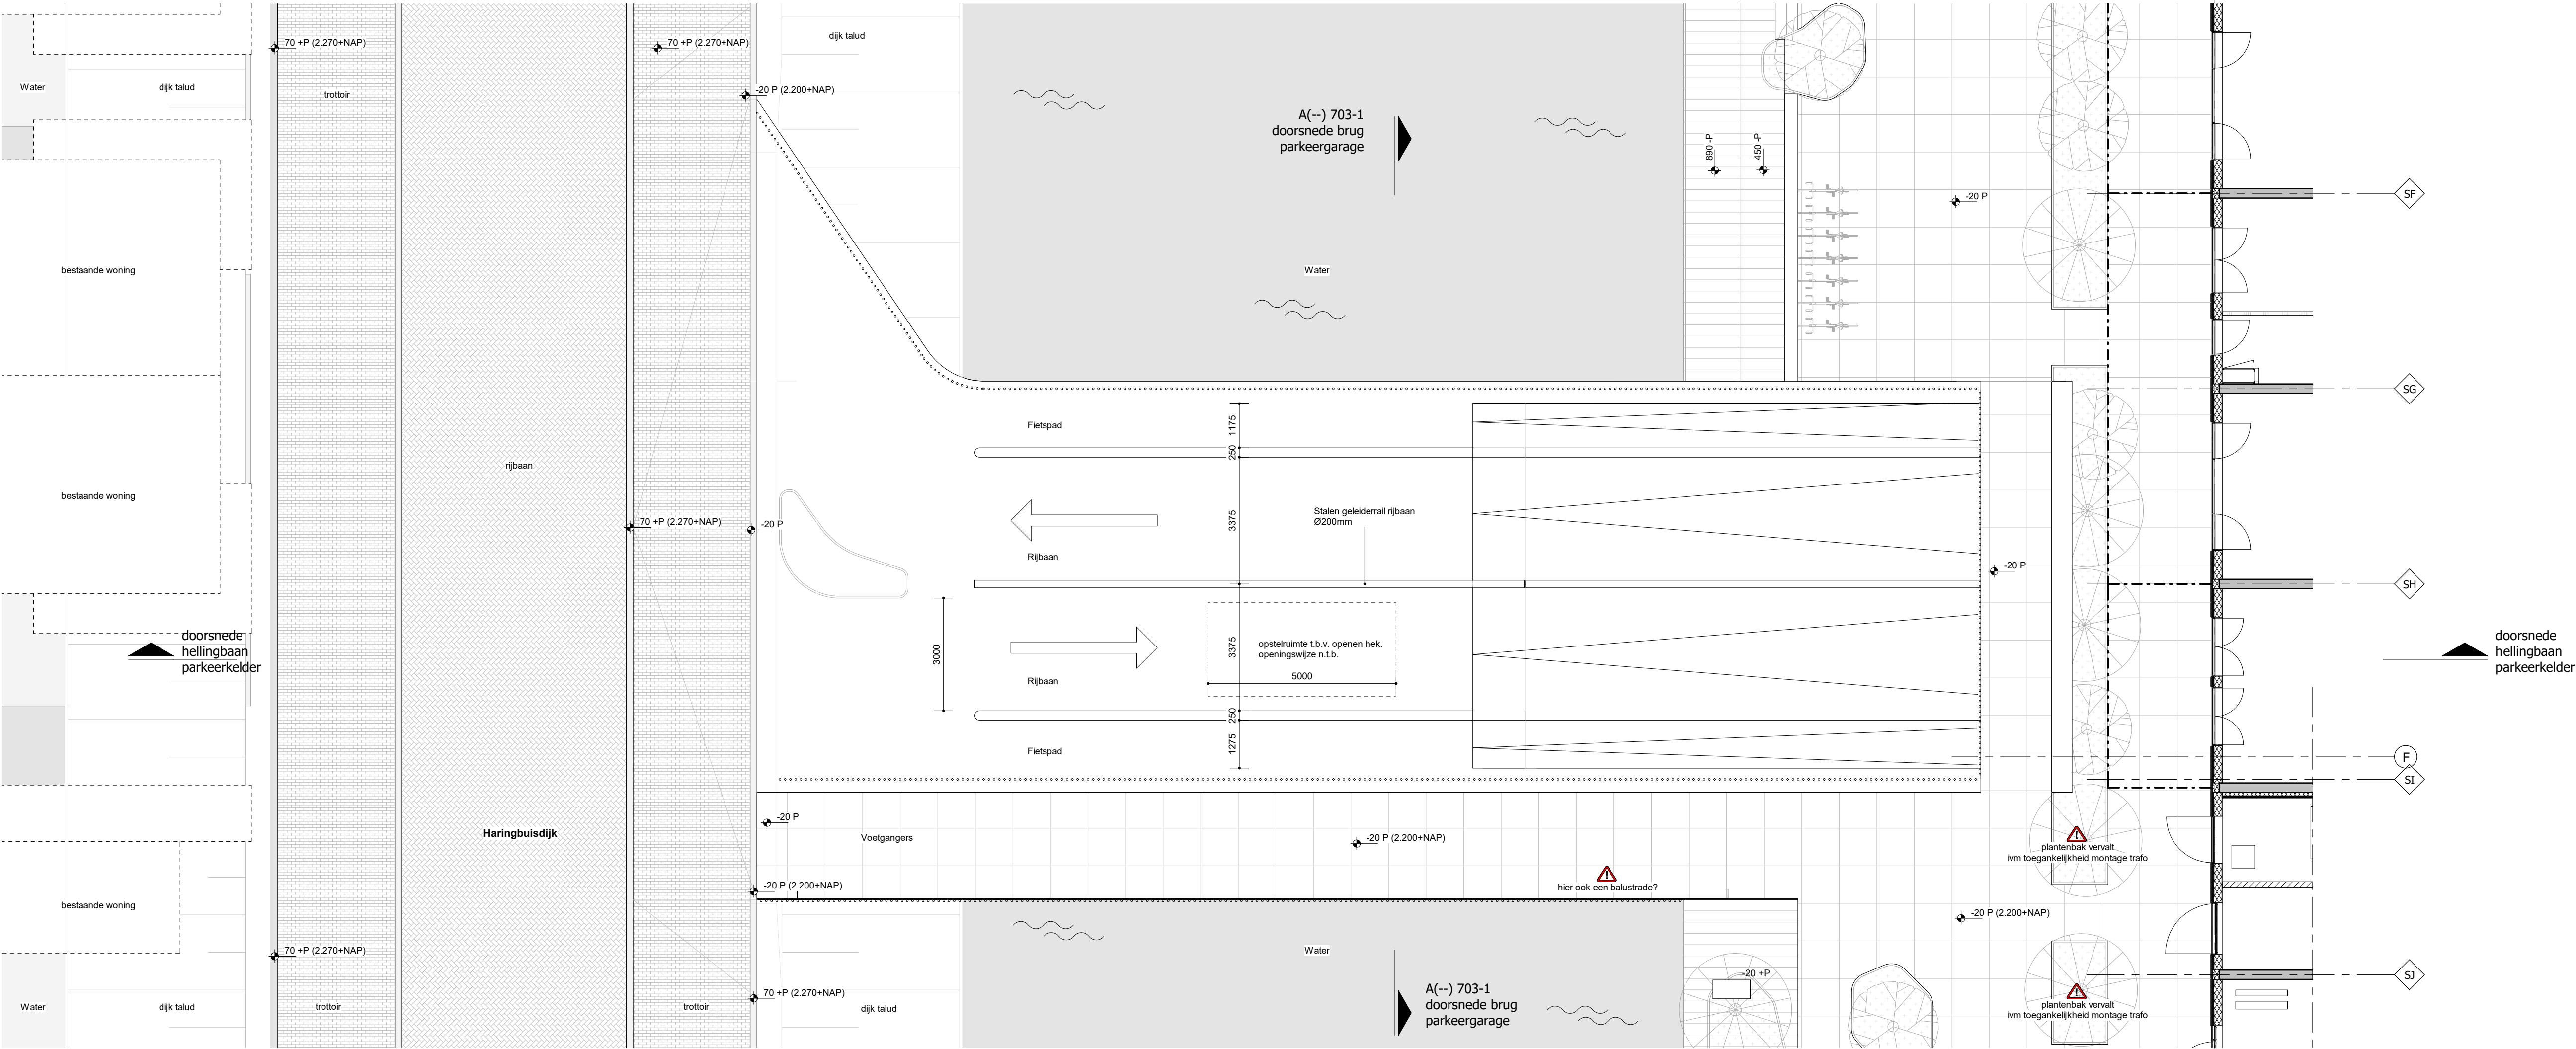 70 +P (2.270+NAP)
70 +P (2.270+NAP)
dijk talud
Water
dijk talud
trottoir
-20 P (2.200+NAP)
A(--) 703-1
doorsnede brug
parkeergarage
890 -P
450 -P
-20 P
SF
bestaande woning
Water
SG
Fietspad
1175
250
rijbaan
bestaande woning
70 +P (2.270+NAP)
-20 P
3375
Stalen geleiderrail rijbaan
Ø200mm
Rijbaan
-20 P
SH
doorsnede
hellingbaan
parkeerkelder
3000
3375
opstelruimte t.b.v. openen hek.
openingswijze n.t.b.
5000
Rijbaan
doorsnede
hellingbaan
parkeerkelder
250
1275
Fietspad
F
SI
Haringbuisdijk
-20 P
Voetgangers
-20 P (2.200+NAP)
plantenbak vervalt
ivm toegankelijkheid montage trafo
-20 P (2.200+NAP)
hier ook een balustrade?
bestaande woning
-20 P (2.200+NAP)
70 +P (2.270+NAP)
Water
-20 +P
SJ
70 +P (2.270+NAP)
A(--) 703-1
doorsnede brug
parkeergarage
Water
dijk talud
trottoir
trottoir
dijk talud
plantenbak vervalt
ivm toegankelijkheid montage trafo